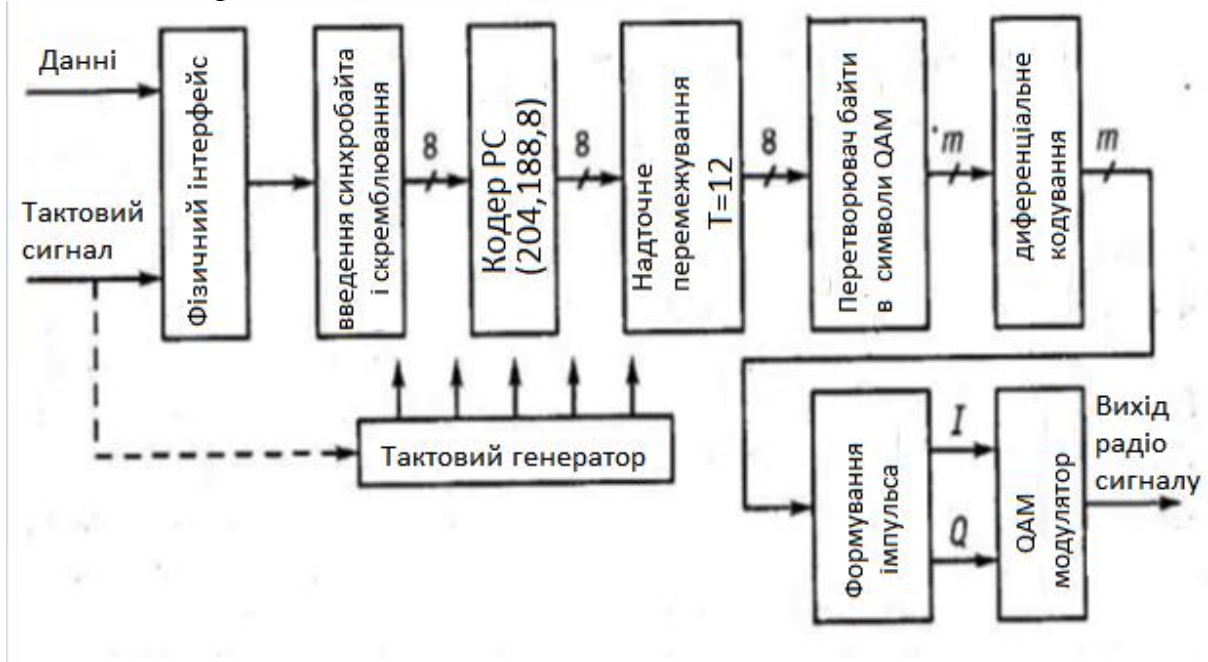 Данні
Тактовий
сигнал
Фізичний інтерфейс
введення синхробайта
і скремблювання
8
Кодер РС
(204,188,8)
8
Надточне
перемежування
Т=12
8
Перетворювач байти
в символи QAM
m
диференціальне
кодування
m
Тактовий генератор
Формування
імпульса
I
Q
QAM
модулятор
Вихід
радіо
сигналу